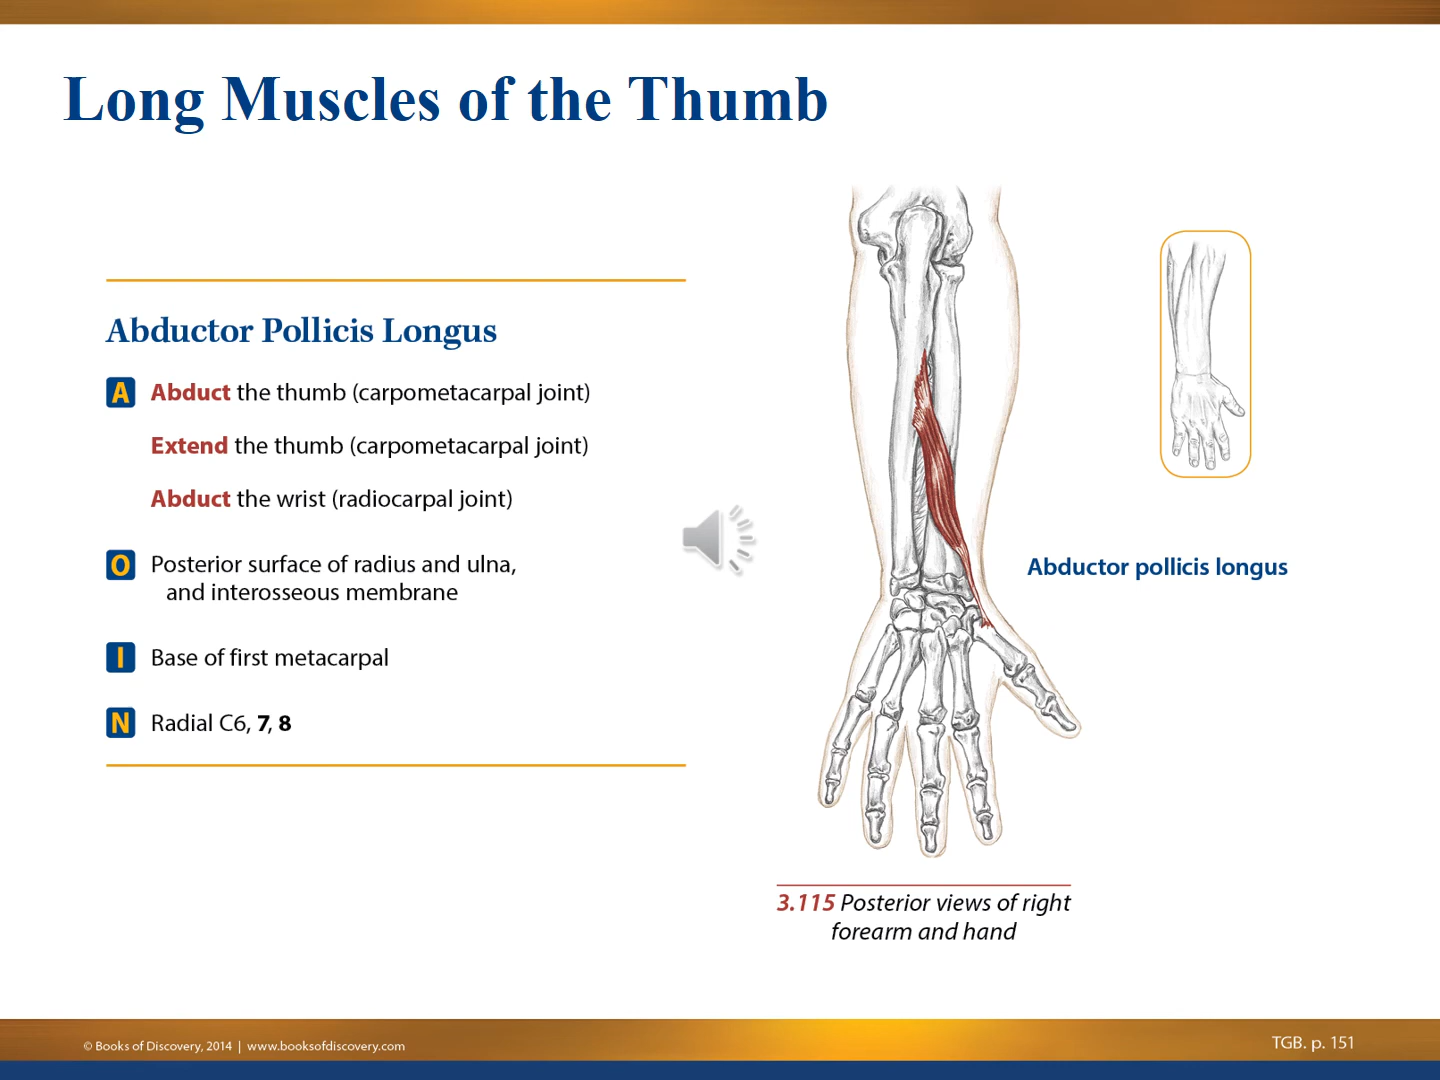 Long Muscles of the Thumb
Abductor Pollicis Longus
A Abduct the thumb (carpometacarpal joint)
Extend the thumb (carpometacarpal joint)
Abduct the wrist (radiocarpal joint)
O Posterior surface of radius and ulna,
and interosseous membrane
I Base of first metacarpal
N Radial C6, 7, 8
Abductor pollicis longus
3.115 Posterior views of right
forearm and hand
© Books of Discovery, 2014 | www.booksofdiscovery.com
TGB. p. 151